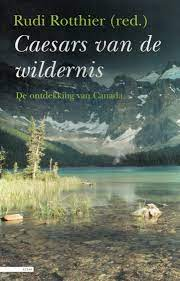 Rudi Rotthier (red.)
Caesars van de
wildernis
De ontdekking van Canada